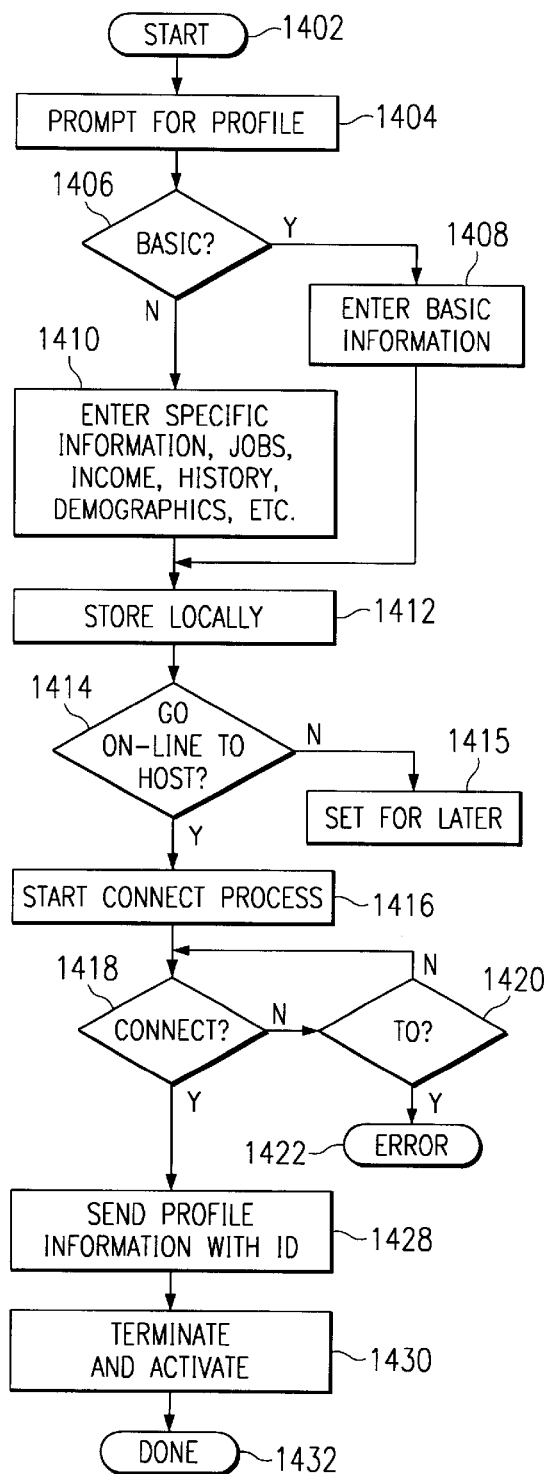 START
1402
PROMPT FOR PROFILE
1404
1406
BASIC?
Y
N
1408
ENTER BASIC
INFORMATION
1410
ENTER SPECIFIC
INFORMATION, JOBS,
INCOME, HISTORY,
DEMOGRAPHICS, ETC.
STORE LOCALLY
1412
1414
GO
ON-LINE TO
HOST?
N
Y
1415
SET FOR LATER
START CONNECT PROCESS
1416
1418
CONNECT?
N
Y
N
1420
TO?
Y
1422
ERROR
SEND PROFILE
INFORMATION WITH ID
1428
TERMINATE
AND ACTIVATE
1430
DONE
1432